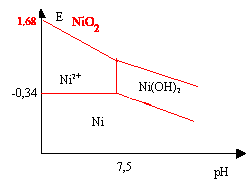 1.68 E NiO₂
Ni²⁺
Ni(OH)₂
-0,34
Ni
7,5
pH